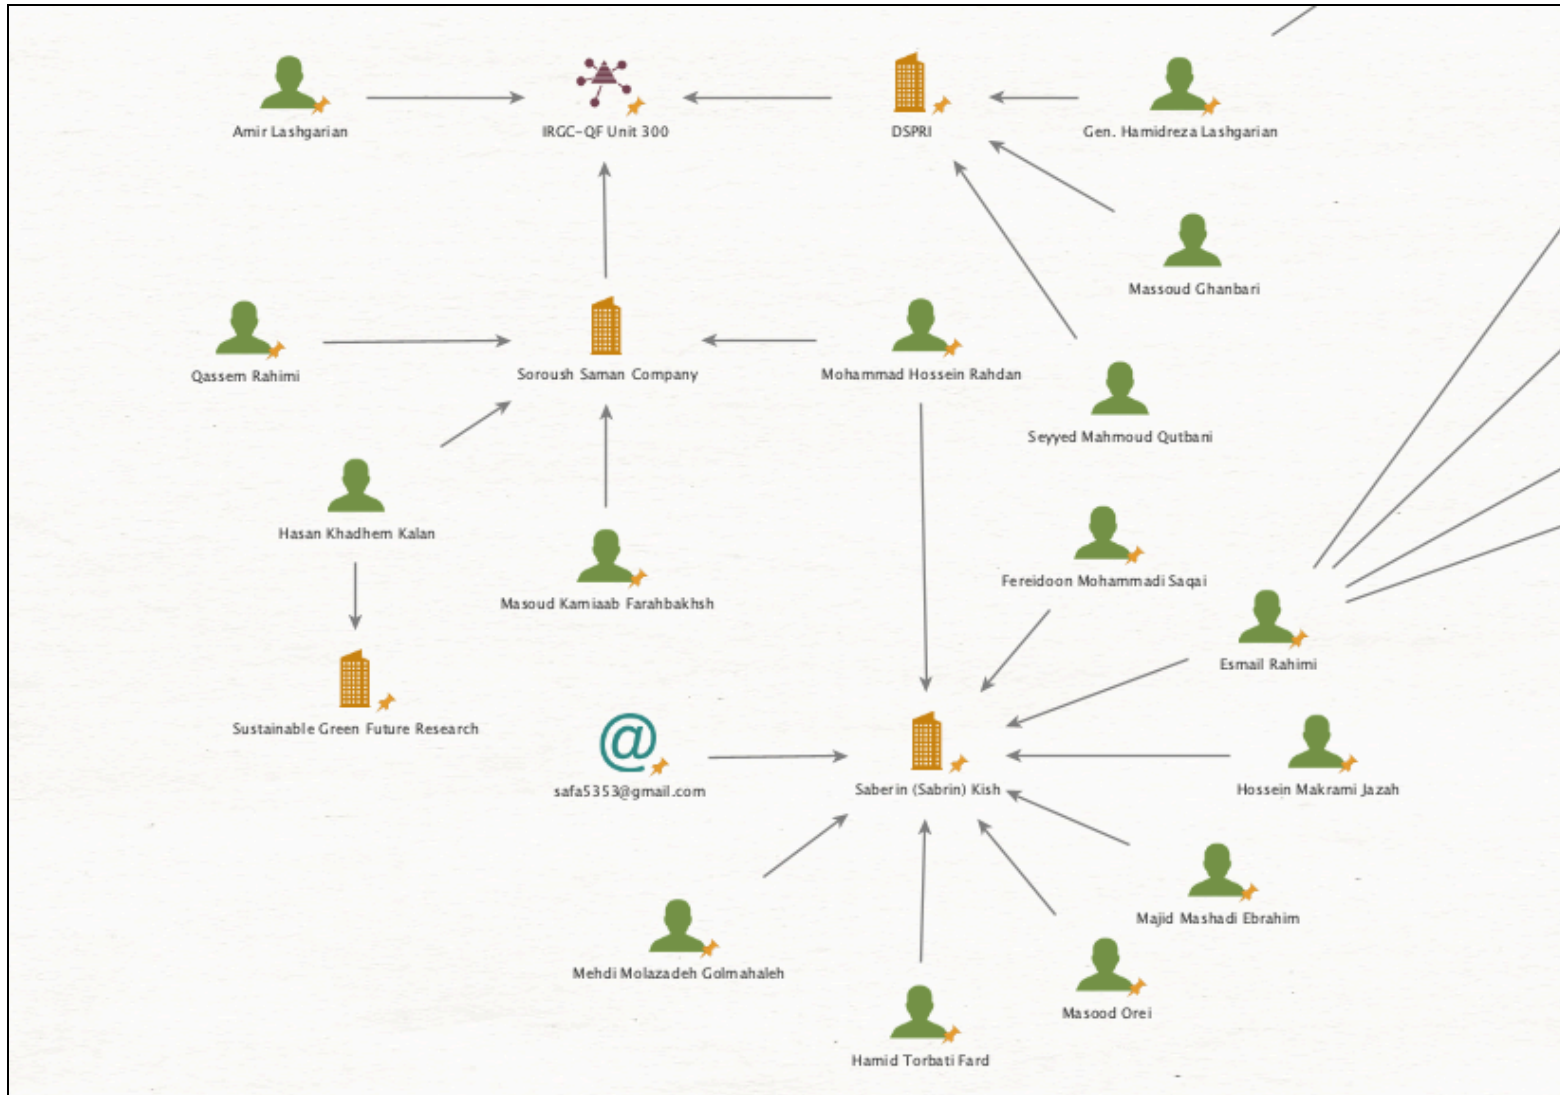 Amir Lashgarian
IRGC-QF Unit 300
DSPRI
Gen. Hamidreza Lashgarian
Massoud Ghanbari
Qassem Rahimi
Soroush Saman Company
Mohammad Hossein Rahdan
Seyyed Mahmoud Qutbani
Hasan Khadhem Kalan
Masoud Kamiaab Farahbakhsh
Fereidoon Mohammadi Saqai
Esmail Rahimi
Sustainable Green Future Research
@
safa5353@gmail.com
Saberin (Sabrin) Kish
Hossein Makrami Jazah
Majid Mashadi Ebrahim
Mehdi Molazadeh Golmahaleh
Masood Orei
Hamid Torbati Fard